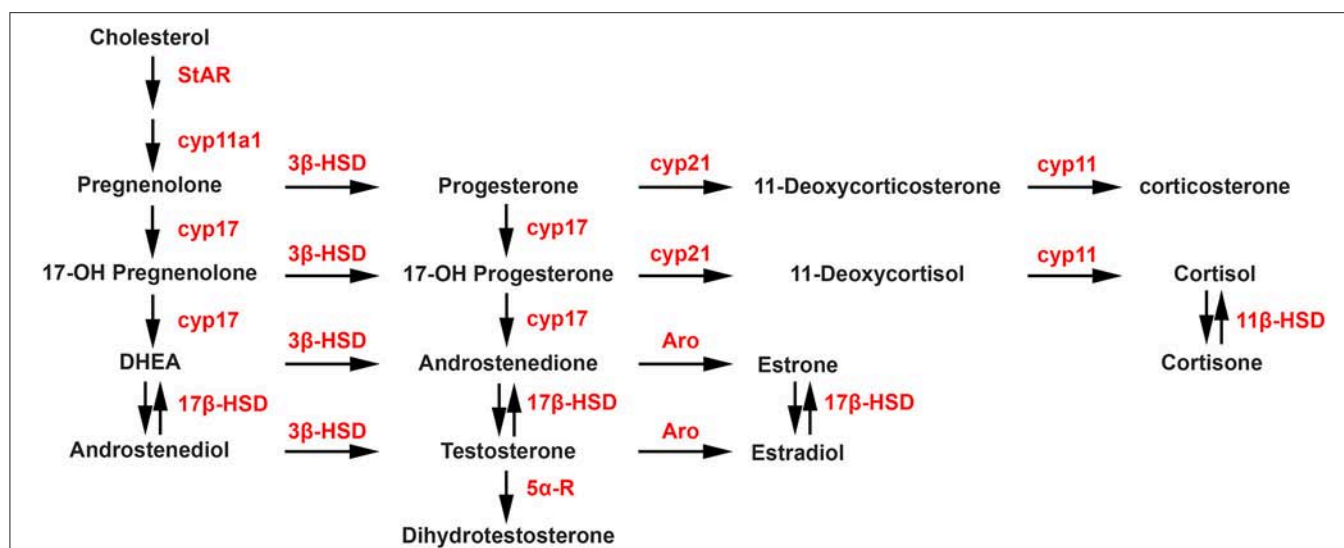 Cholesterol
StAR
cyp11a1
3β-HSD cyp21 cyp11
Pregnenolone Progesterone 11-Deoxycorticosterone corticosterone
cyp17 cyp17
3β-HSD cyp21 cyp11
17-OH Pregnenolone 17-OH Progesterone 11-Deoxycortisol Cortisol
cyp17 cyp17 11β-HSD
3β-HSD Aro
DHEA Androstenedione Estrone Cortisone
17β-HSD 17β-HSD 17β-HSD
3β-HSD Aro
Androstenediol Testosterone Estradiol
5α-R
Dihydrotestosterone